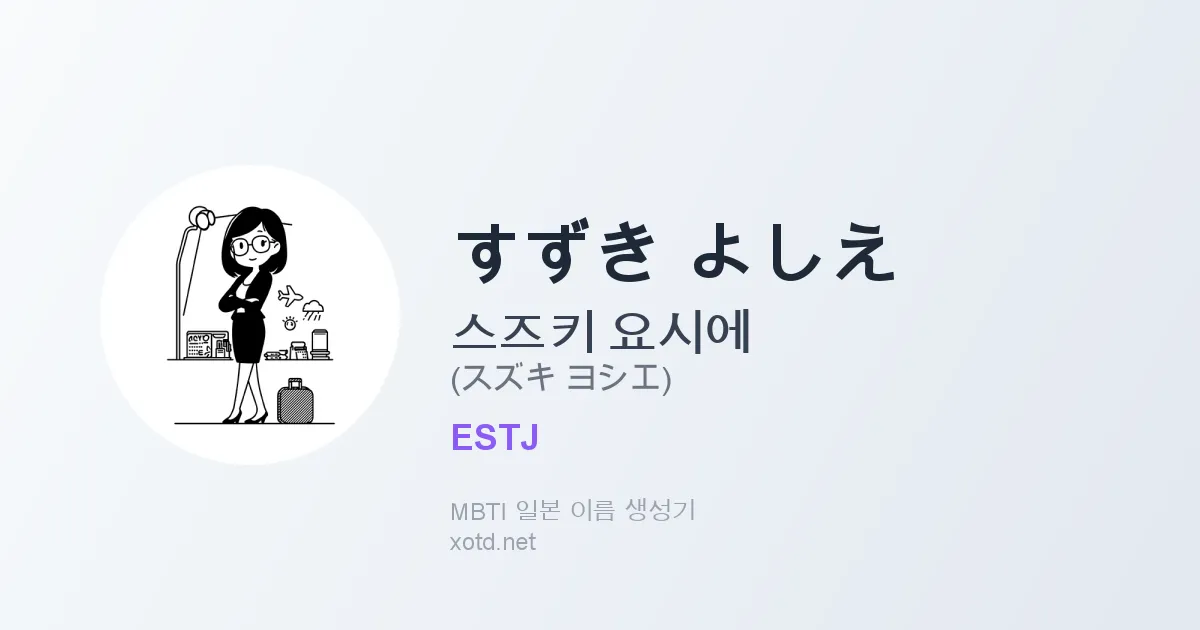 すずき よしえ
스즈키 요시에
(スズキ ヨシエ)
ESTJ
MBTI 일본 이름 생성기
xotd.net